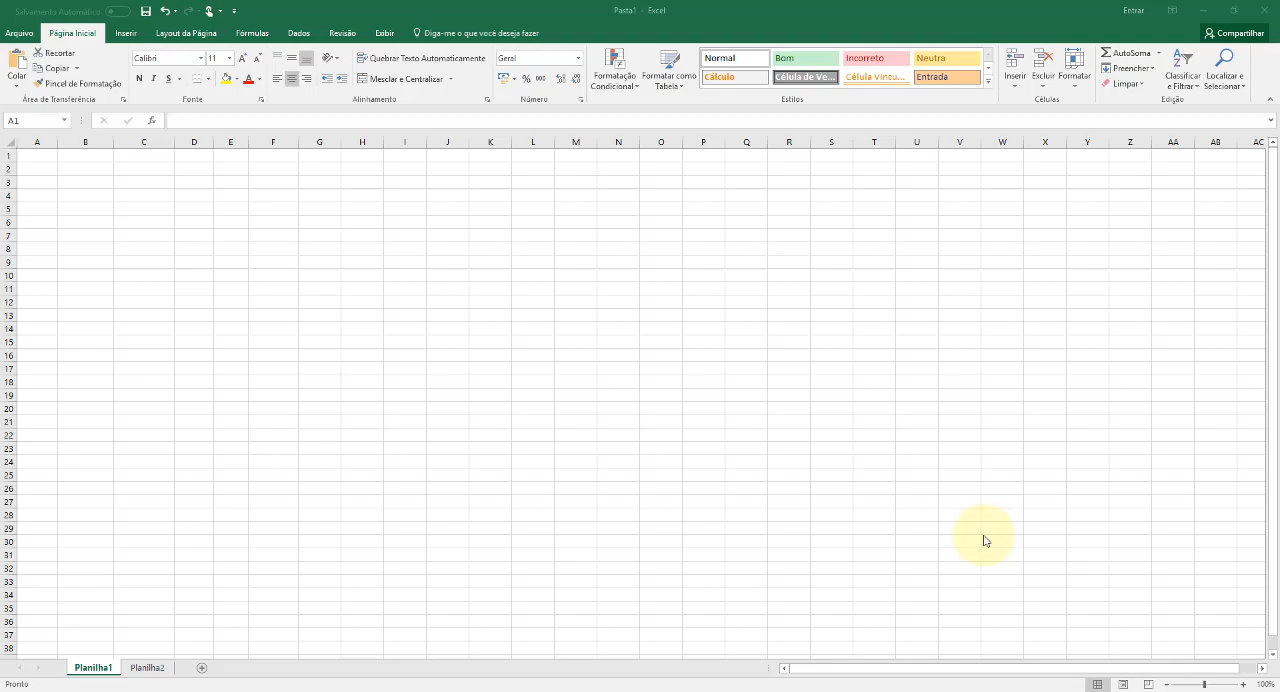 Salvamento Automático
Pasta1 - Excel
Entrar
Arquivo Página Inicial Inserir Layout da Página Fórmulas Dados Revisão Exibir Diga-me o que você deseja fazer Compartilhar
Colar
Recortar
Copiar
Pincel de Formatação
Área de Transferência
Calibri 11
N I S
Fonte
Quebrar Texto Automaticamente
Mesclar e Centralizar
Alinhamento
Geral
% 000
Número
Formatação Condicional
Formatar como Tabela
Normal Bom Incorreto Neutra
Cálculo Célula de Ve... Célula Vincu... Entrada
Estilos
Inserir Excluir Formatar
Células
AutoSoma
Preencher
Limpar
Classificar e Filtrar
Localizar e Selecionar
Edição
A1 fx
A B C D E F G H I J K L M N O P Q R S T U V W X Y Z AA AB AC
1
2
3
4
5
6
7
8
9
10
11
12
13
14
15
16
17
18
19
20
21
22
23
24
25
26
27
28
29
30
31
32
33
34
35
36
37
38
Planilha1 Planilha2
Pronto
100%